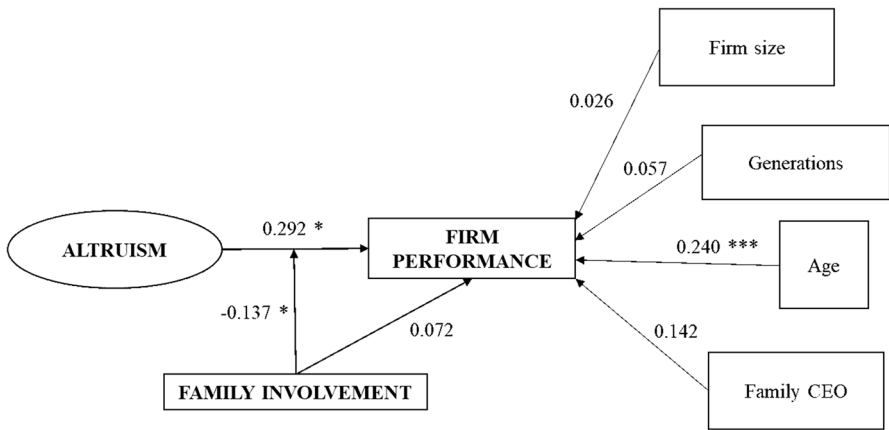 Firm size
0.026
Generations
0.057
0.292 *
FIRM
PERFORMANCE
ALTRUISM
0.240 ***
Age
-0.137 *
0.072
0.142
FAMILY INVOLVEMENT
Family CEO